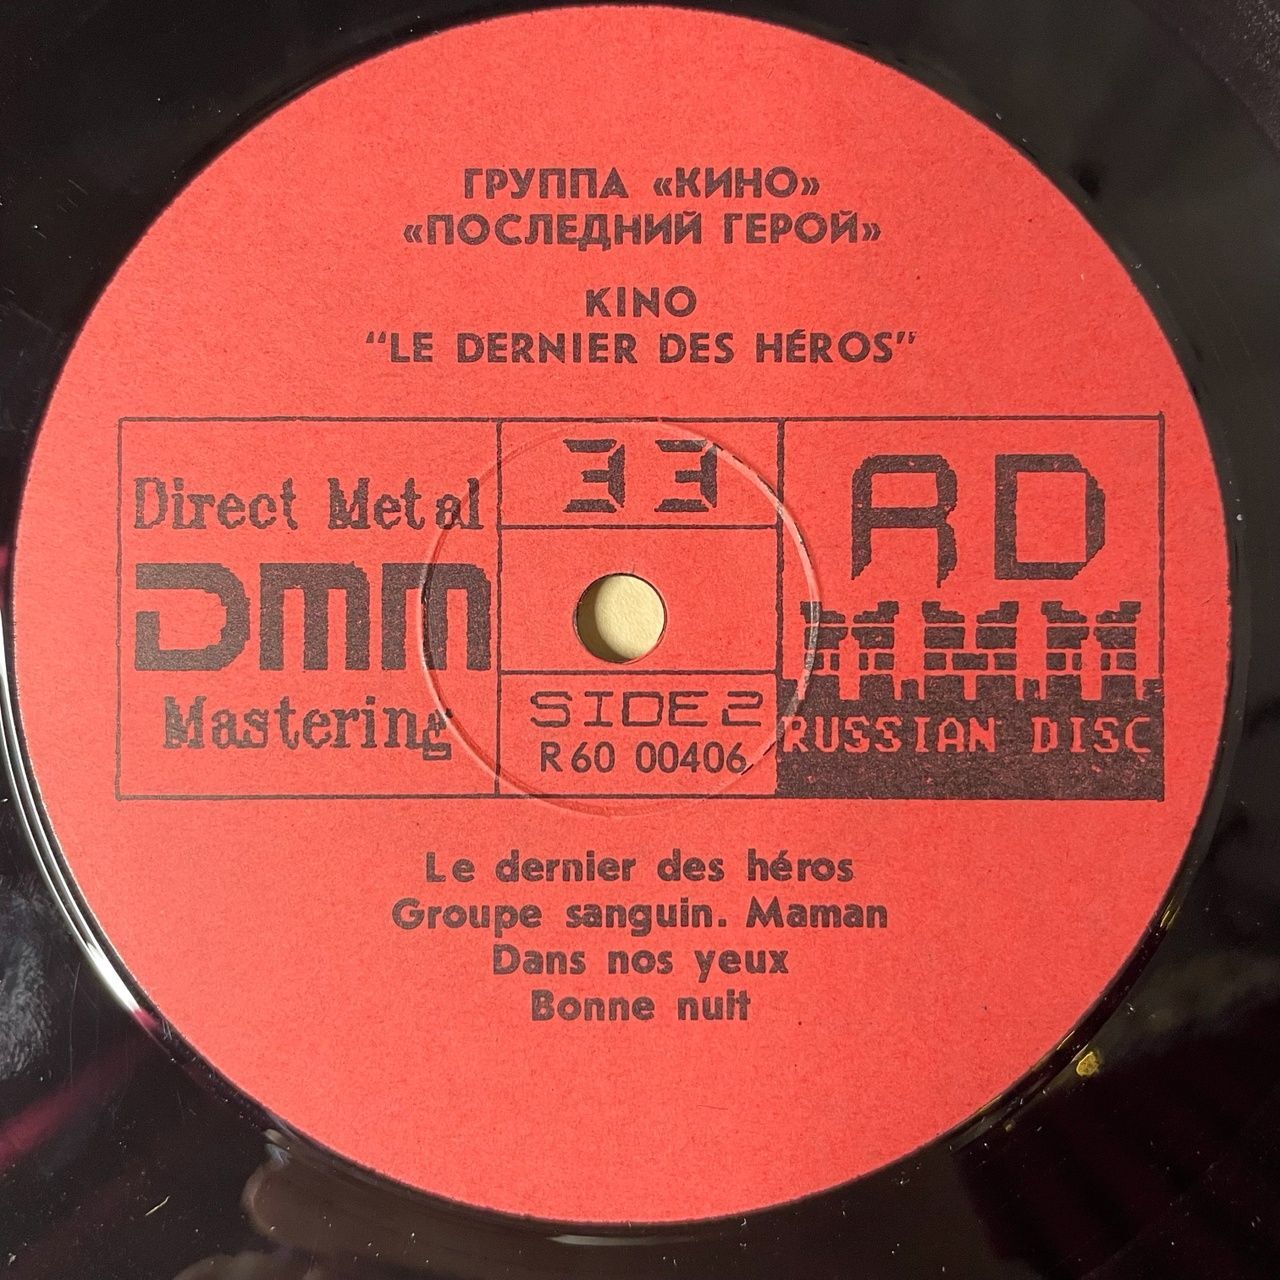 ГРУППА «КИНО»
«ПОСЛЕДНИЙ ГЕРОЙ»
KINO
“LE DERNIER DES HÉROS”
Direct Metal
DMM
Mastering
33
SIDE 2
R60 00406
RD
RUSSIAN DISC
Le dernier des héros
Groupe sanguin. Maman
Dans nos yeux
Bonne nuit